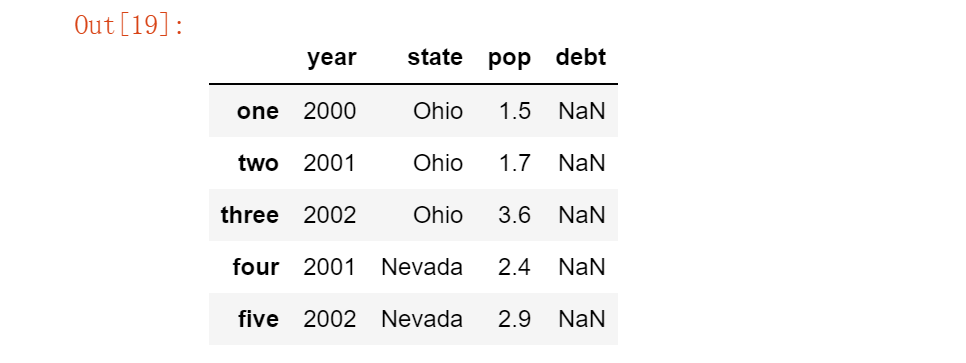 Out[19]:
year state pop debt
one 2000 Ohio 1.5 NaN
two 2001 Ohio 1.7 NaN
three 2002 Ohio 3.6 NaN
four 2001 Nevada 2.4 NaN
five 2002 Nevada 2.9 NaN